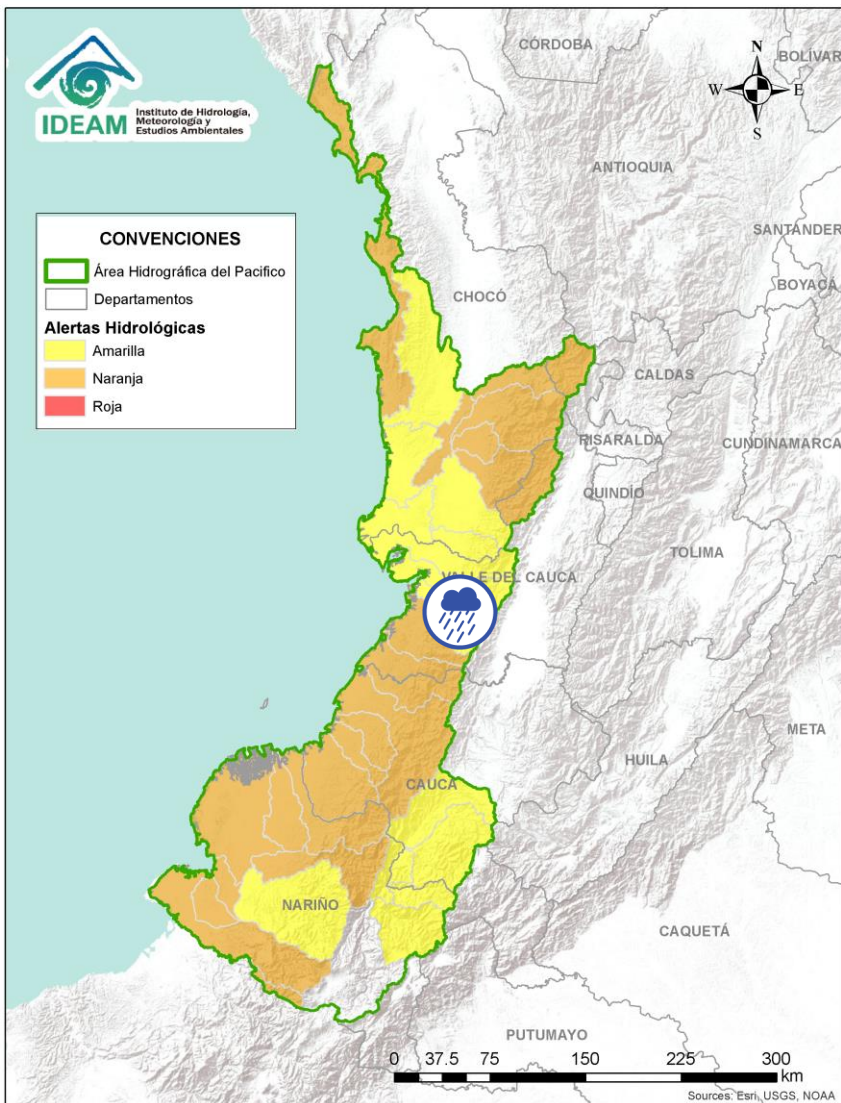 IDEAM
Instituto de Hidrología,
Meteorología y
Estudios Ambientales
N
W
E
S
CONVENCIONES
Área Hidrográfica del Pacifico
Departamentos
Alertas Hidrológicas
Amarilla
Naranja
Roja
CÓRDOBA
BOLÍVAR
ANTIOQUIA
SANTANDER
BOYACÁ
CHOCÓ
CALDAS
RISARALDA
CUNDINAMARCA
QUINDÍO
TOLIMA
VALLE DEL CAUCA
META
HUILA
CAUCA
NARIÑO
CAQUETÁ
PUTUMAYO
0 37.5 75 150 225 300
km
Sources: Esri, USGS, NOAA